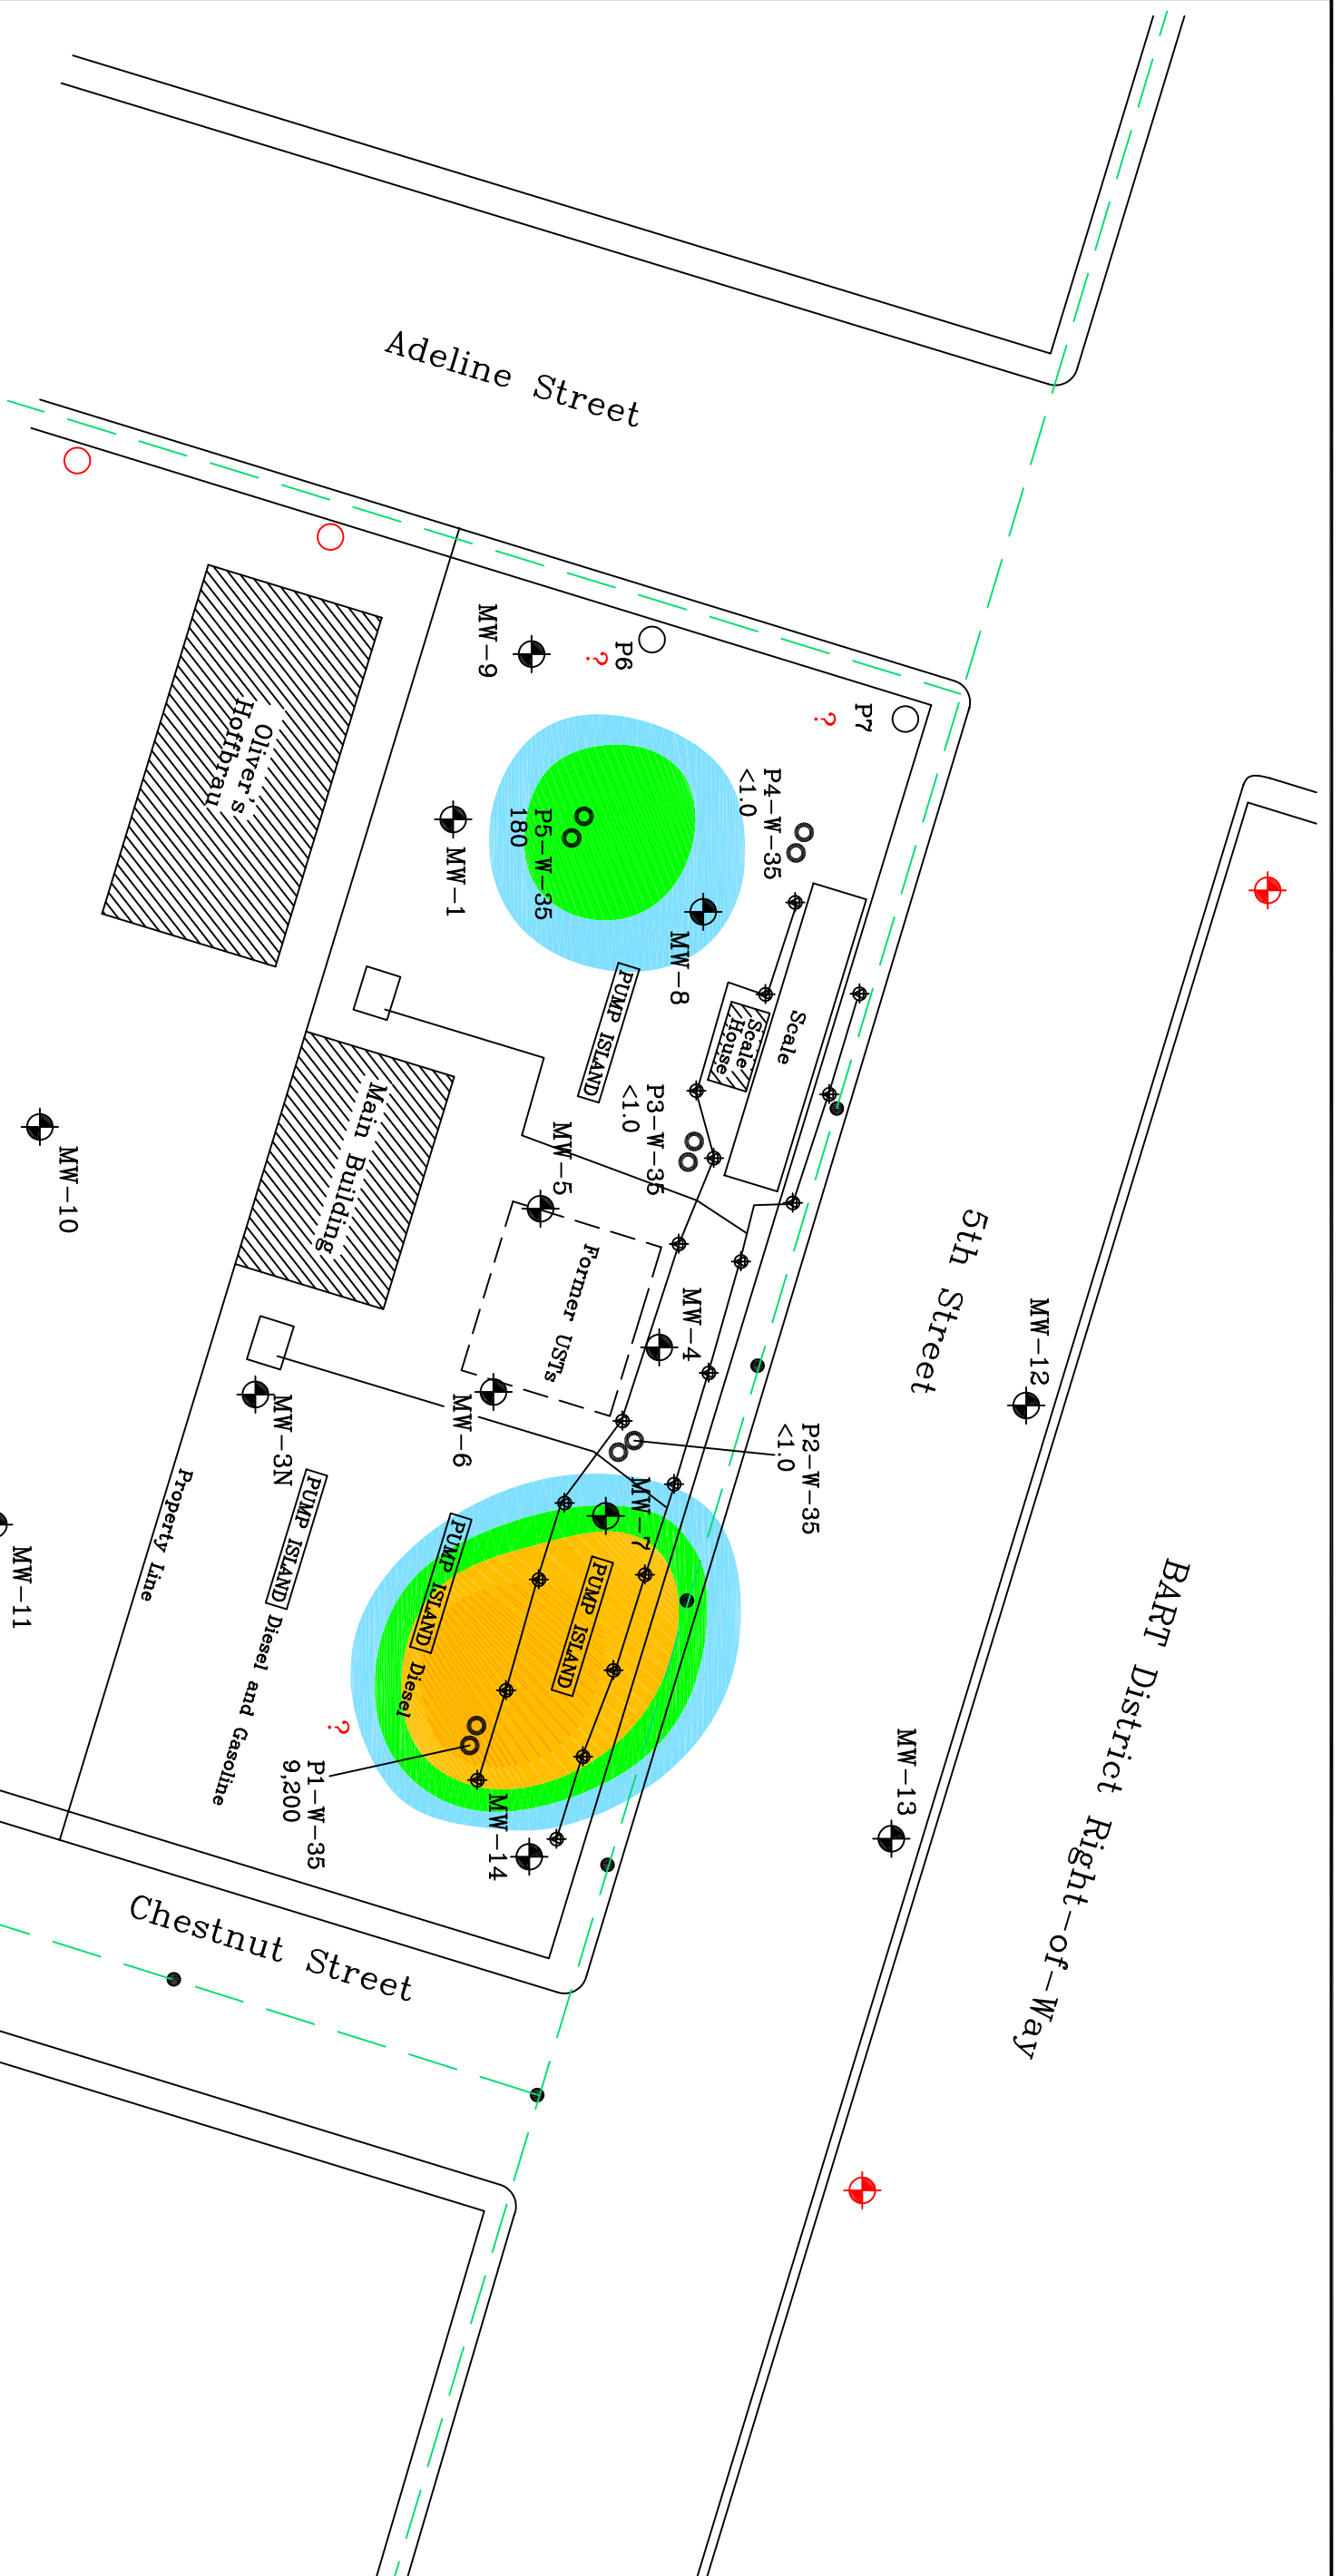 Adeline Street
MW-9
?
P6
?
P7
P4-W-35
<1.0
P5-W-35
180
MW-1
MW-8
Oliver's
Hoffbrau
PUMP ISLAND
Scale
Scale
House
P3-W-35
<1.0
Main Building
MW-5
MW-10
Former USTs
MW-4
5th Street
MW-12
MW-6
MW-3N
P2-W-35
<1.0
MW-7
PUMP ISLAND
PUMP ISLAND Diesel
PUMP ISLAND Diesel and Gasoline
Property Line
MW-11
?
P1-W-35
9,200
MW-14
MW-13
BART District Right-of-Way
Chestnut Street